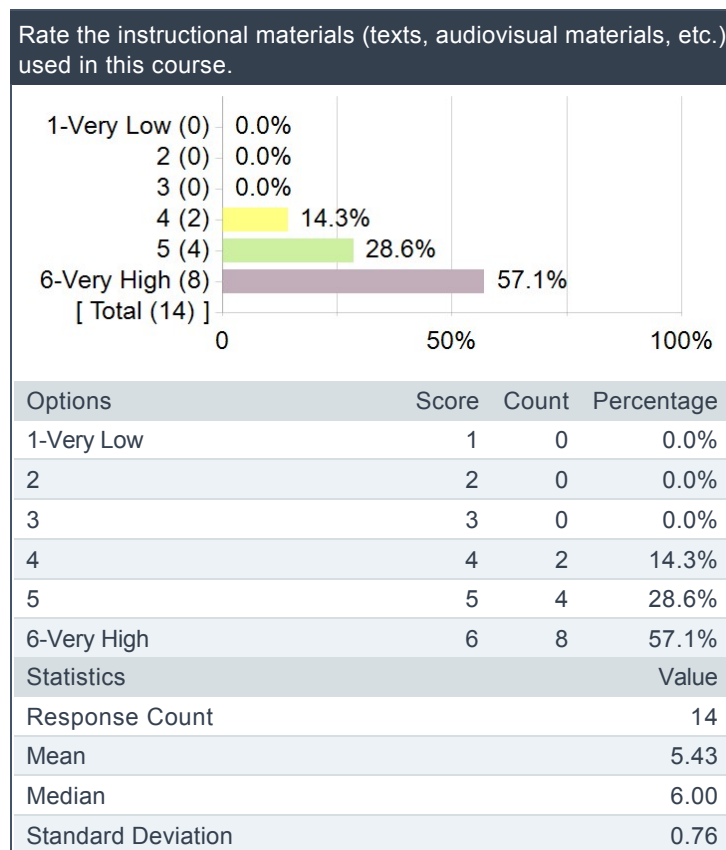 Rate the instructional materials (texts, audiovisual materials, etc.)
used in this course.
1-Very Low (0) 0.0%
2 (0) 0.0%
3 (0) 0.0%
4 (2) 14.3%
5 (4) 28.6%
6-Very High (8) 57.1%
[ Total (14) ]
0 50% 100%
Options Score Count Percentage
1-Very Low 1 0 0.0%
2 2 0 0.0%
3 3 0 0.0%
4 4 2 14.3%
5 5 4 28.6%
6-Very High 6 8 57.1%
Statistics Value
Response Count 14
Mean 5.43
Median 6.00
Standard Deviation 0.76